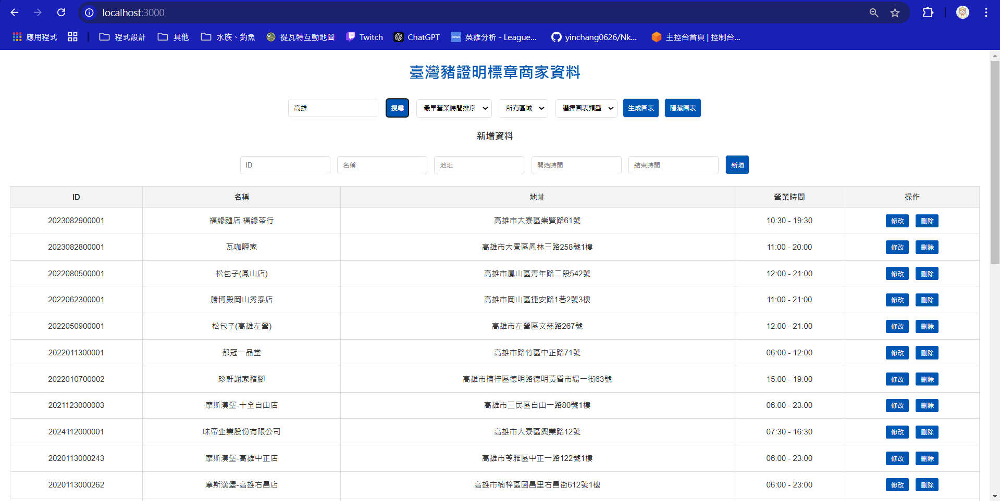 localhost:3000
應用程式 程式設計 其他 水族、釣魚 提瓦特互動地圖 Twitch ChatGPT OP.GG 英雄分析 - League... yinchang0626/Nk... 主控台首頁 | 控制台...
臺灣豬證明標章商家資料
高雄 搜尋 最早營業時間排序 所有區域 選擇圖表類型 生成圖表 隱藏圖表
新增資料
ID 名稱 地址 開始時間 結束時間 新增
ID 名稱 地址 營業時間 操作
2023082900001 福緣麵店.福緣茶行 高雄市大寮區崇賢路61號 10:30 - 19:30 修改 刪除
2023082800001 瓦咖喱家 高雄市大寮區鳳林三路258號1樓 11:00 - 20:00 修改 刪除
2022080500001 松包子(鳳山店) 高雄市鳳山區青年路二段542號 12:00 - 21:00 修改 刪除
2022062300001 勝博殿岡山秀泰店 高雄市岡山區捷安路1巷2號3樓 11:00 - 21:00 修改 刪除
2022050900001 松包子(高雄左營) 高雄市左營區文慈路267號 12:00 - 21:00 修改 刪除
2022011300001 郁冠一品堂 高雄市路竹區中正路71號 06:00 - 12:00 修改 刪除
2022010700002 珍軒謝家豬腳 高雄市楠梓區德明路德明黃昏市場一街63號 15:00 - 19:00 修改 刪除
2021123000003 摩斯漢堡-十全自由店 高雄市三民區自由一路80號1樓 06:00 - 23:00 修改 刪除
2024112000001 味帝企業股份有限公司 高雄市大寮區興業路12號 07:30 - 16:30 修改 刪除
2020113000243 摩斯漢堡-高雄中正店 高雄市苓雅區中正一路122號1樓 06:00 - 23:00 修改 刪除
2020113000262 摩斯漢堡-高雄右昌店 高雄市楠梓區國昌里右昌街612號1樓 06:00 - 23:00 修改 刪除